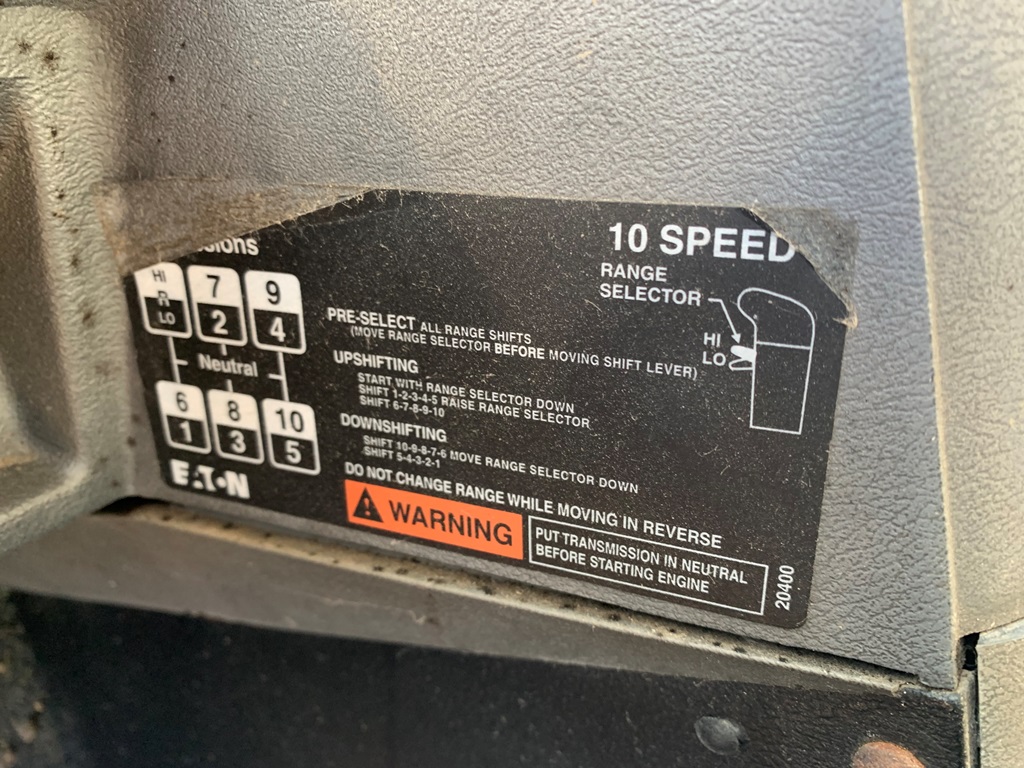 10 SPEED
RANGE
SELECTOR
HI
LO
HI
R
LO
7
2
9
4
Neutral
6
1
8
3
10
5
EATON
PRE-SELECT ALL RANGE SHIFTS
(MOVE RANGE SELECTOR BEFORE MOVING SHIFT LEVER)
UPSHIFTING
START WITH RANGE SELECTOR DOWN
SHIFT 1-2-3-4-5 RAISE RANGE SELECTOR
SHIFT 6-7-8-9-10
DOWNSHIFTING
SHIFT 10-9-8-7-6 MOVE RANGE SELECTOR DOWN
SHIFT 5-4-3-2-1
DO NOT CHANGE RANGE WHILE MOVING IN REVERSE
WARNING
PUT TRANSMISSION IN NEUTRAL
BEFORE STARTING ENGINE
20400